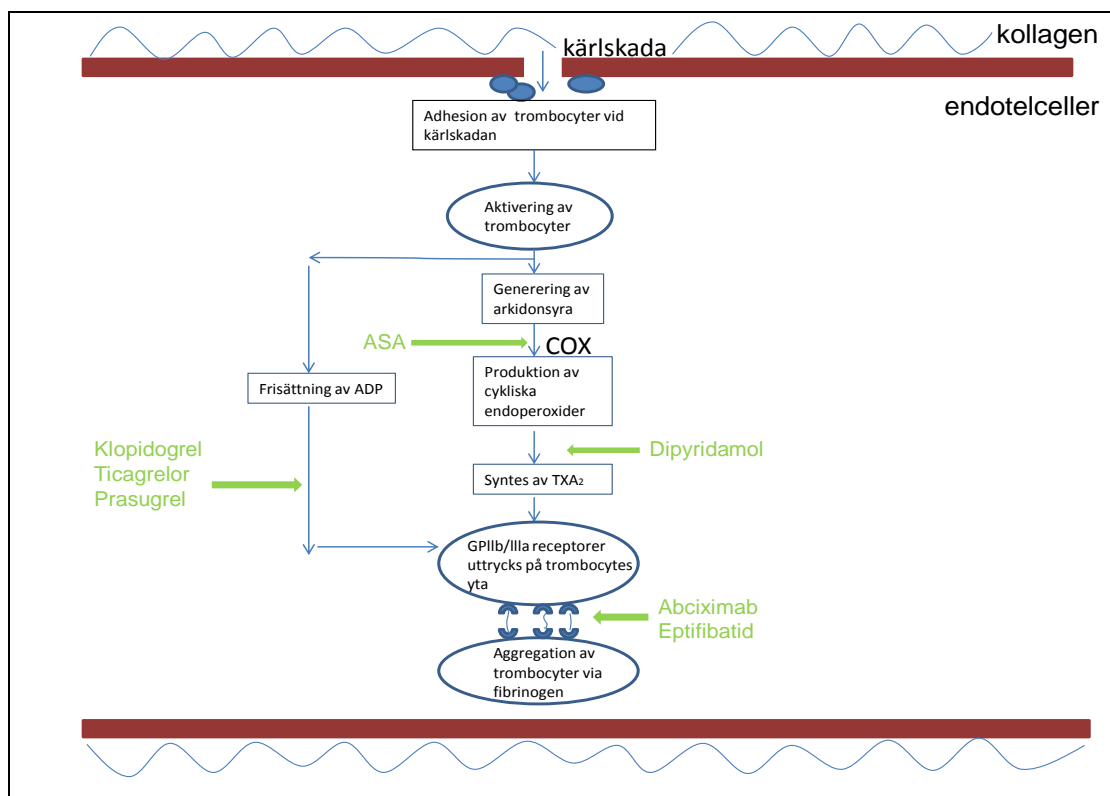 kollagen
kärlskada
endotelceller
Adhesion av trombocyter vid
kärlskadan
Aktivering av
trombocyter
Generering av
arkidonsyra
ASA
COX
Produktion av
cykliska
endoperoxider
Frisättning av ADP
Klopidogrel
Ticagrelor
Prasugrel
Dipyridamol
Syntes av TXA2
GPIIb/IIIa receptorer
uttrycks på trombocytes
yta
Abciximab
Eptifibatid
Aggregation av
trombocyter via
fibrinogen